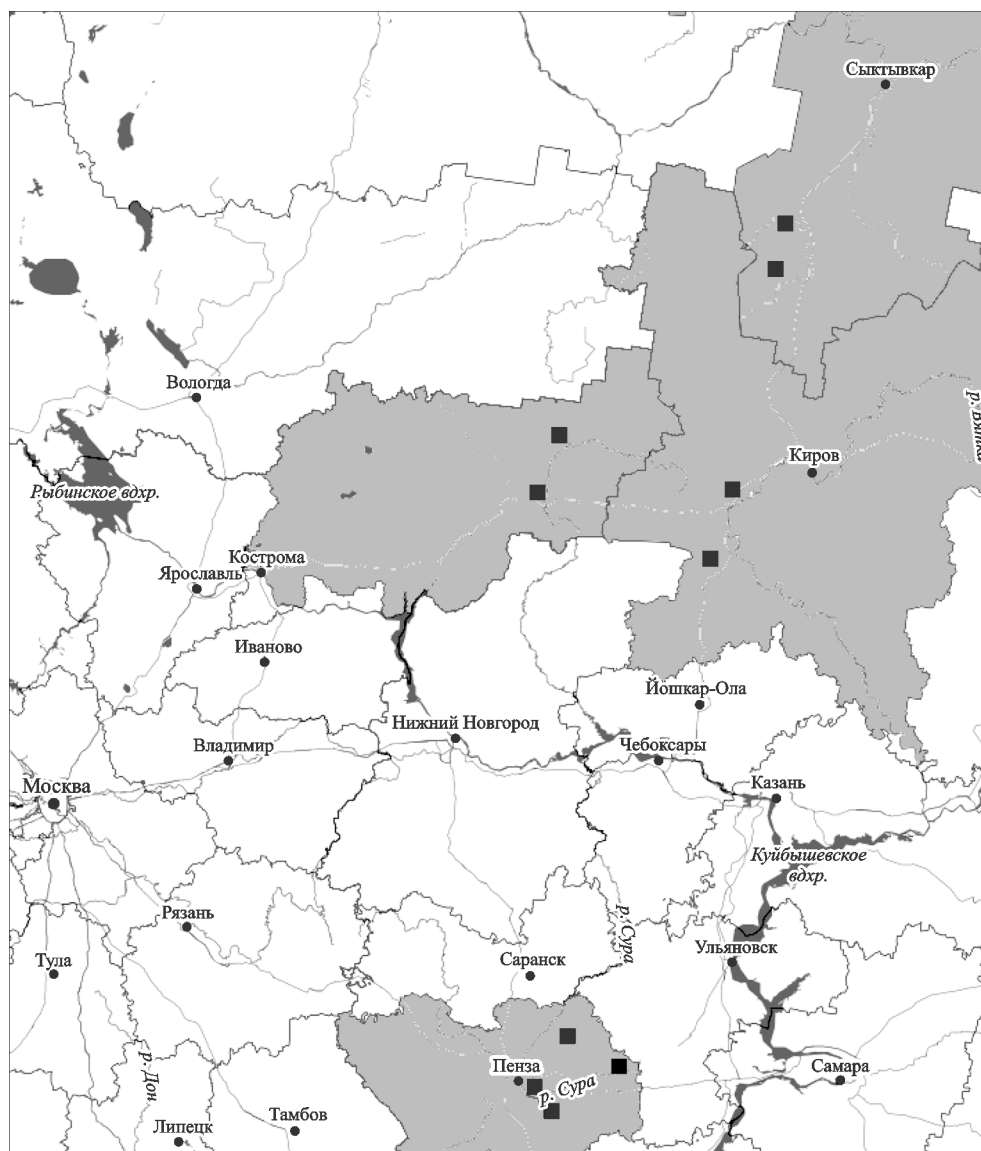 Сыктывкар
Вологда
р. Вятка
Киров
Рыбинское вдхр.
Кострома
Ярославль
Иваново
Йошкар-Ола
Нижний Новгород
Владимир
Чебоксары
Москва
Казань
Куйбышевское
вдхр.
Рязань
р. Сура
Ульяновск
Тула
Саранск
р. Дон
Пенза
р. Сура
Самара
Тамбов
Липецк